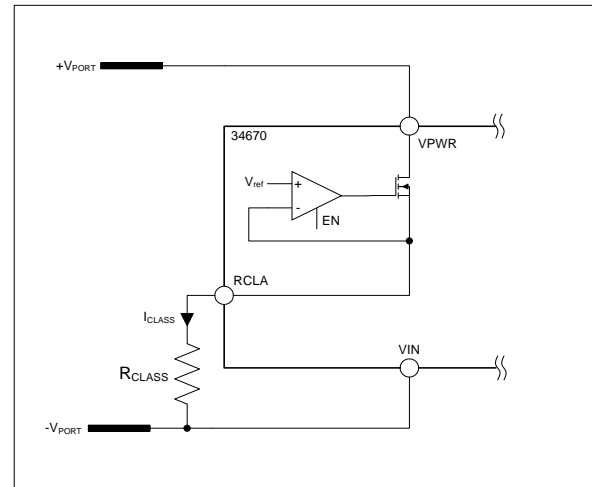 +VPORT
34670
VPWR
Vref
+
-
EN
RCLA
ICLASS
VIN
RCLASS
-VPORT